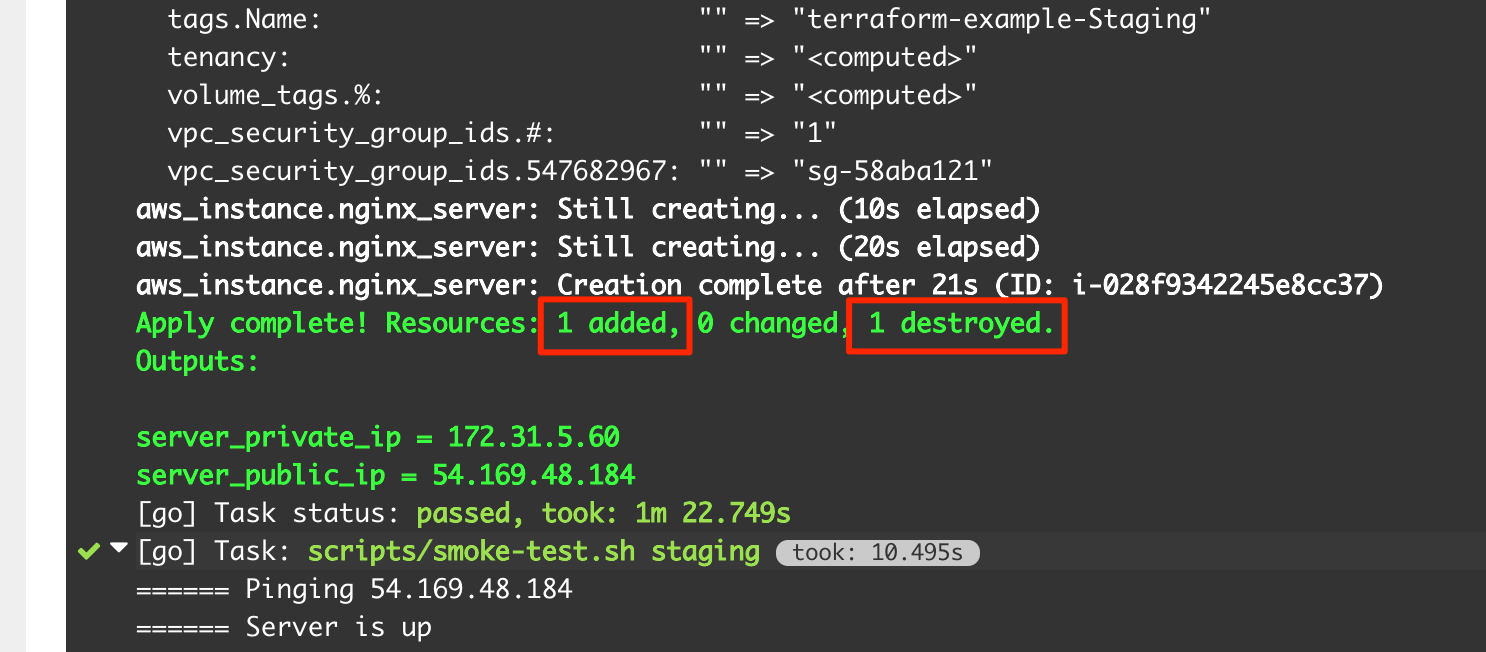 tags.Name: "" => "terraform-example-Staging"
tenancy: "" => "<computed>"
volume_tags.%: "" => "<computed>"
vpc_security_group_ids.#: "" => "1"
vpc_security_group_ids.547682967: "" => "sg-58aba121"
aws_instance.nginx_server: Still creating... (10s elapsed)
aws_instance.nginx_server: Still creating... (20s elapsed)
aws_instance.nginx_server: Creation complete after 21s (ID: i-028f9342245e8cc37)
Apply complete! Resources: 1 added, 0 changed, 1 destroyed.
Outputs:
server_private_ip = 172.31.5.60
server_public_ip = 54.169.48.184
[go] Task status: passed, took: 1m 22.749s
[go] Task: scripts/smoke-test.sh staging took: 10.495s
====== Pinging 54.169.48.184
====== Server is up